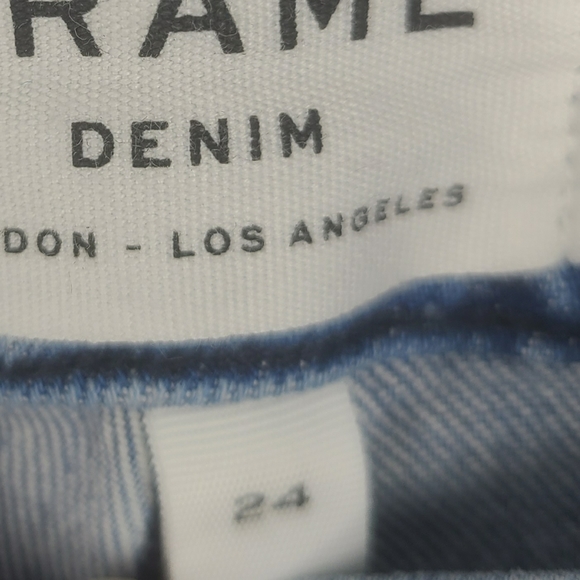 RAME
DENIM
DON - LOS ANGELES
24